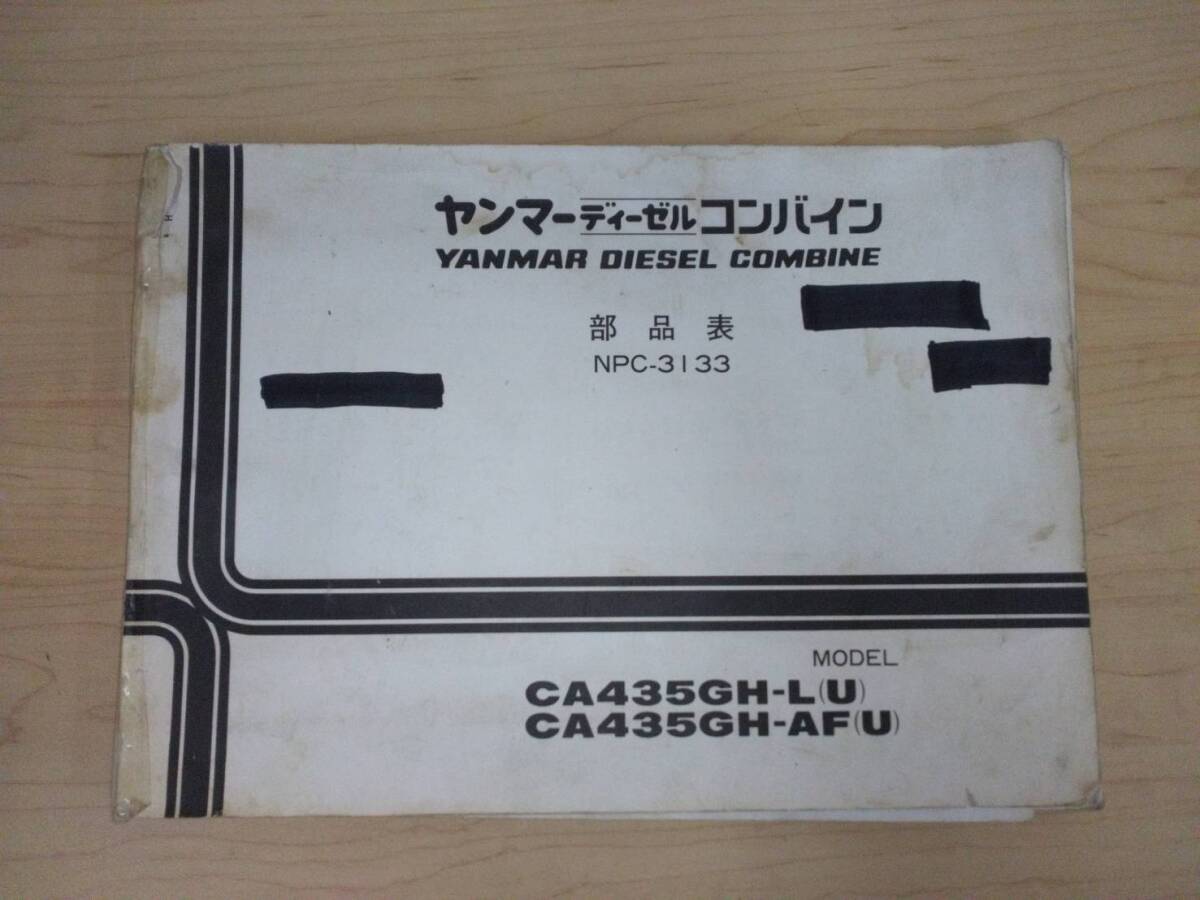 ヤンマーディーゼルコンバイン
YANMAR DIESEL COMBINE
部品表
NPC-3133
MODEL
CA435GH-L(U)
CA435GH-AF(U)